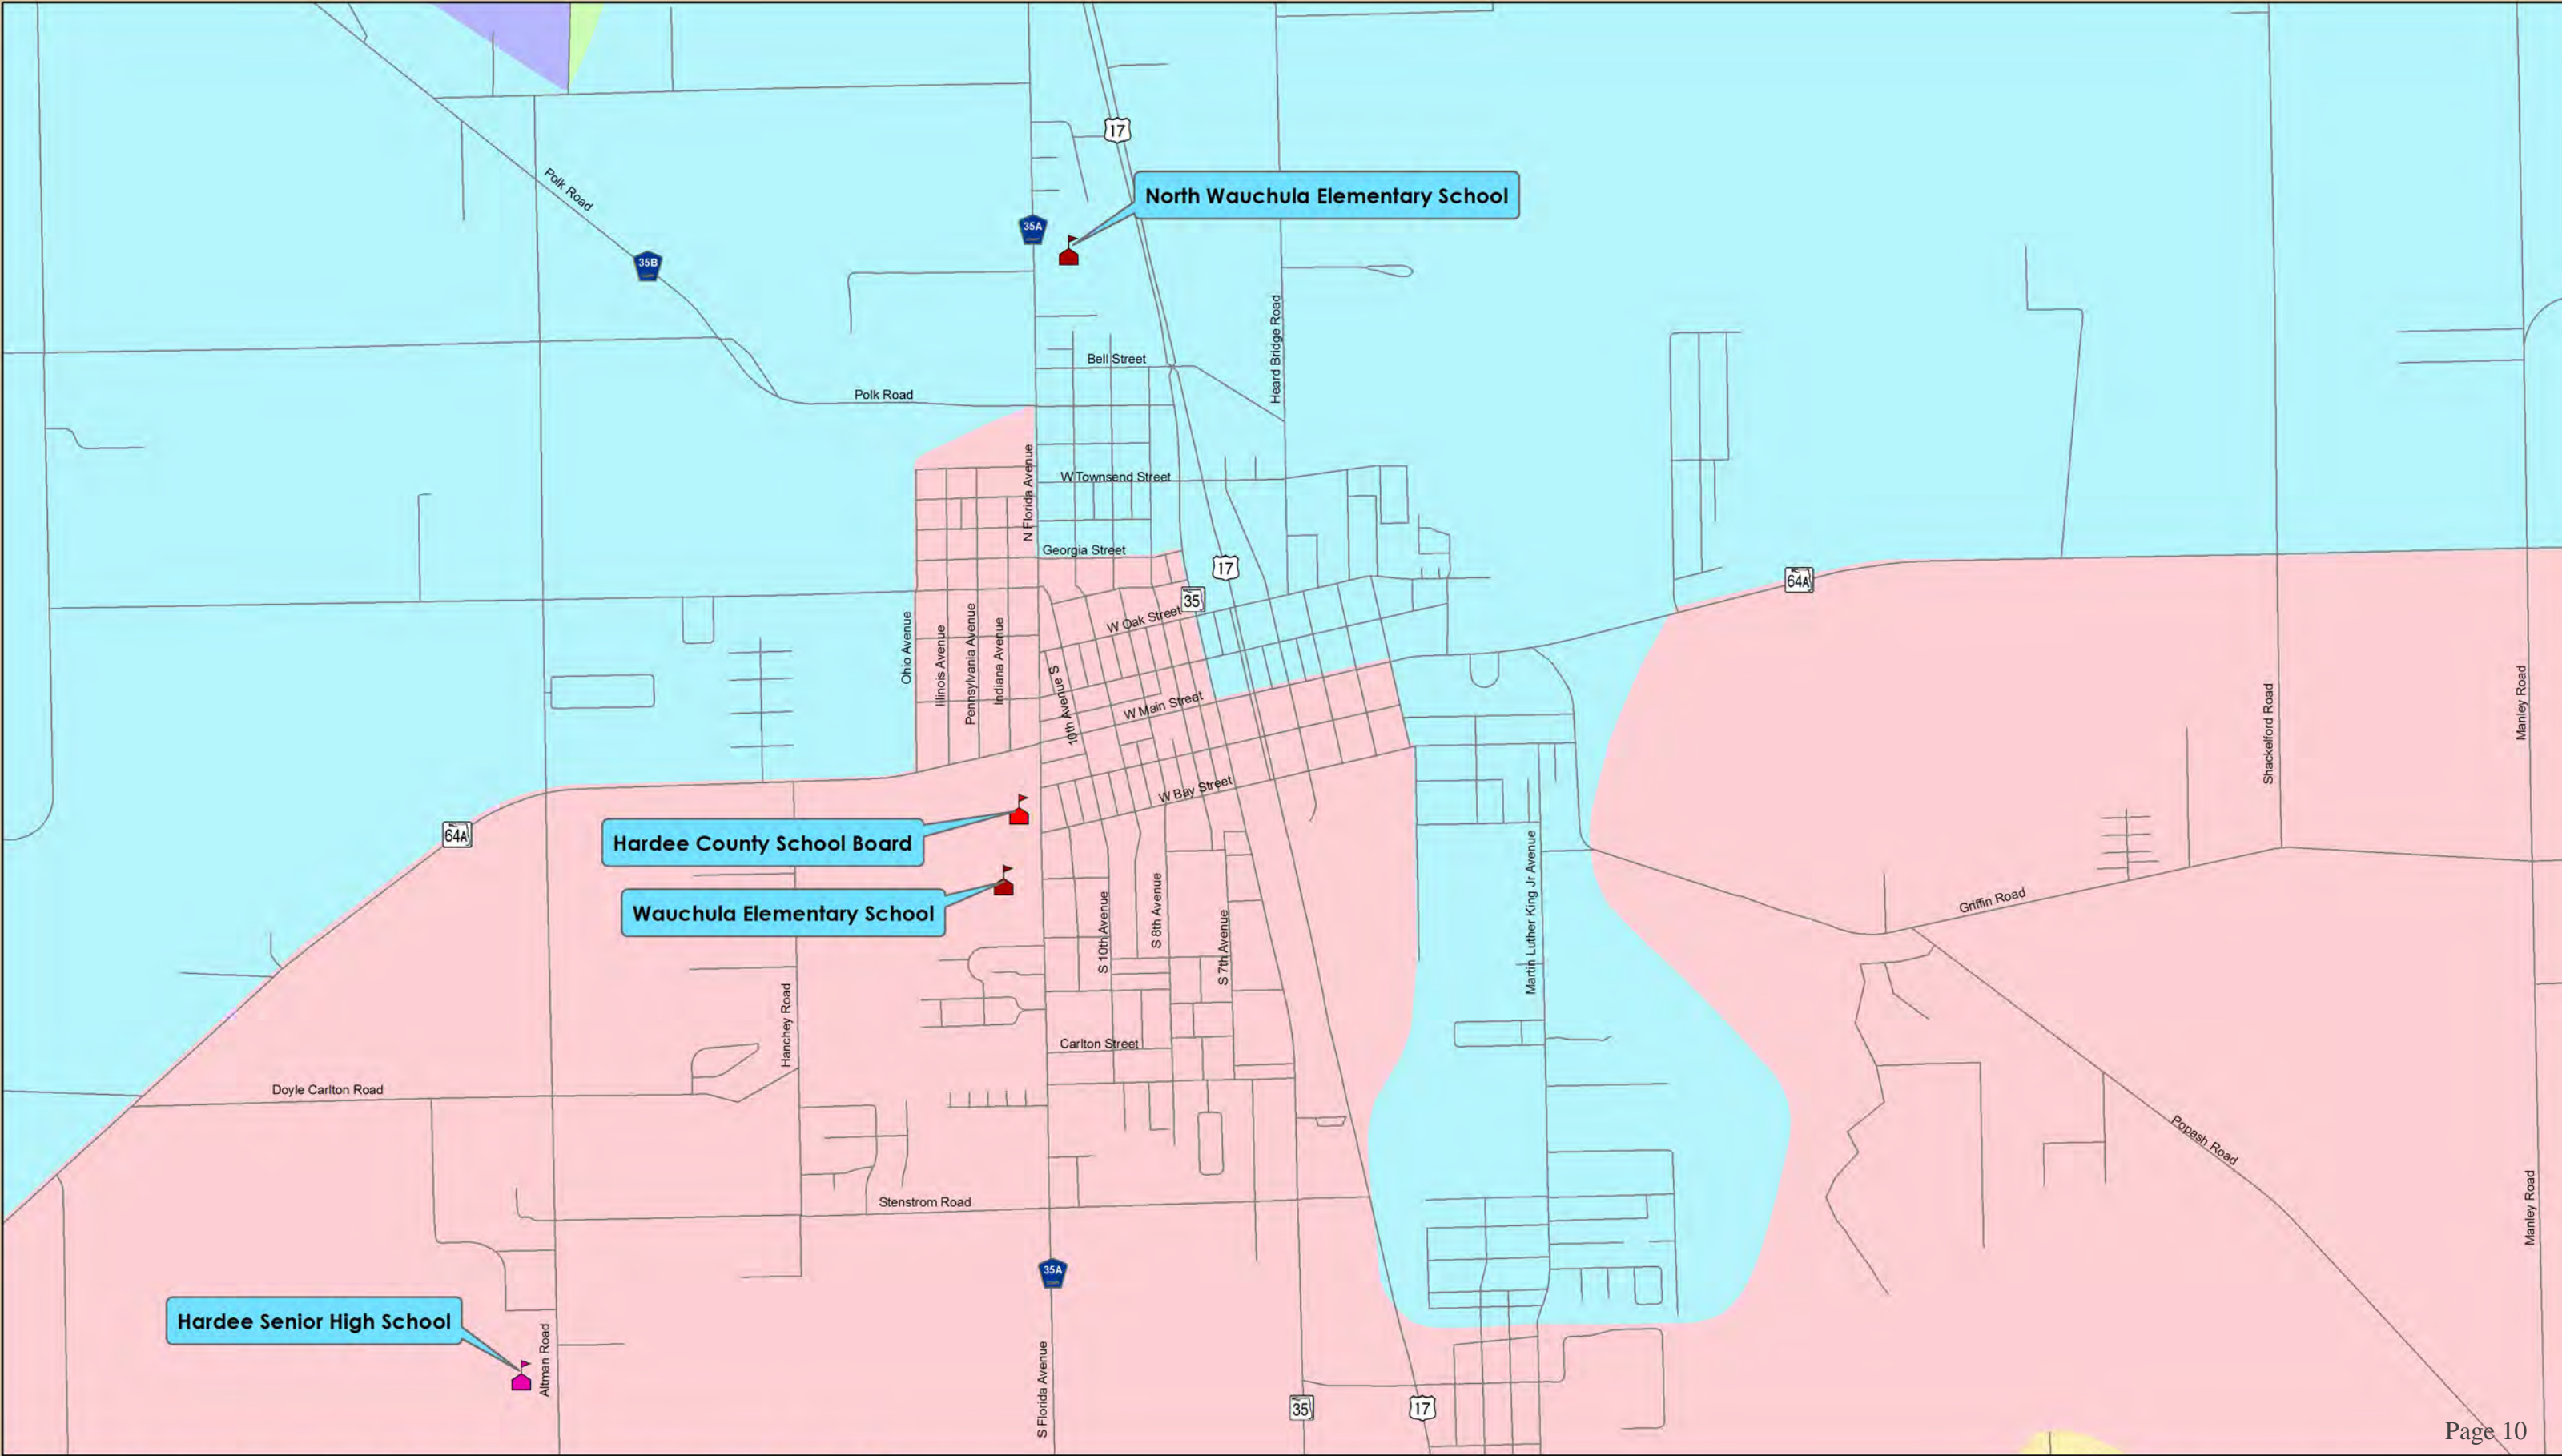 17
Polk Road
North Wauchula Elementary School
35A
35B
Heard Bridge Road
Bell Street
Polk Road
N Florida Avenue
W Townsend Street
Georgia Street
17
64A
35
W Oak Street
Ohio Avenue
Illinois Avenue
Pennsylvania Avenue
Indiana Avenue
10th Avenue S
W Main Street
Shackelford Road
Manley Road
W Bay Street
64A
Hardee County School Board
Martin Luther King Jr Avenue
Wauchula Elementary School
S 10th Avenue
S 8th Avenue
S 7th Avenue
Griffin Road
Hanchey Road
Carlton Street
Doyle Carlton Road
Popash Road
Manley Road
Stenstrom Road
35A
Hardee Senior High School
Altman Road
S Florida Avenue
35
17
Page 10